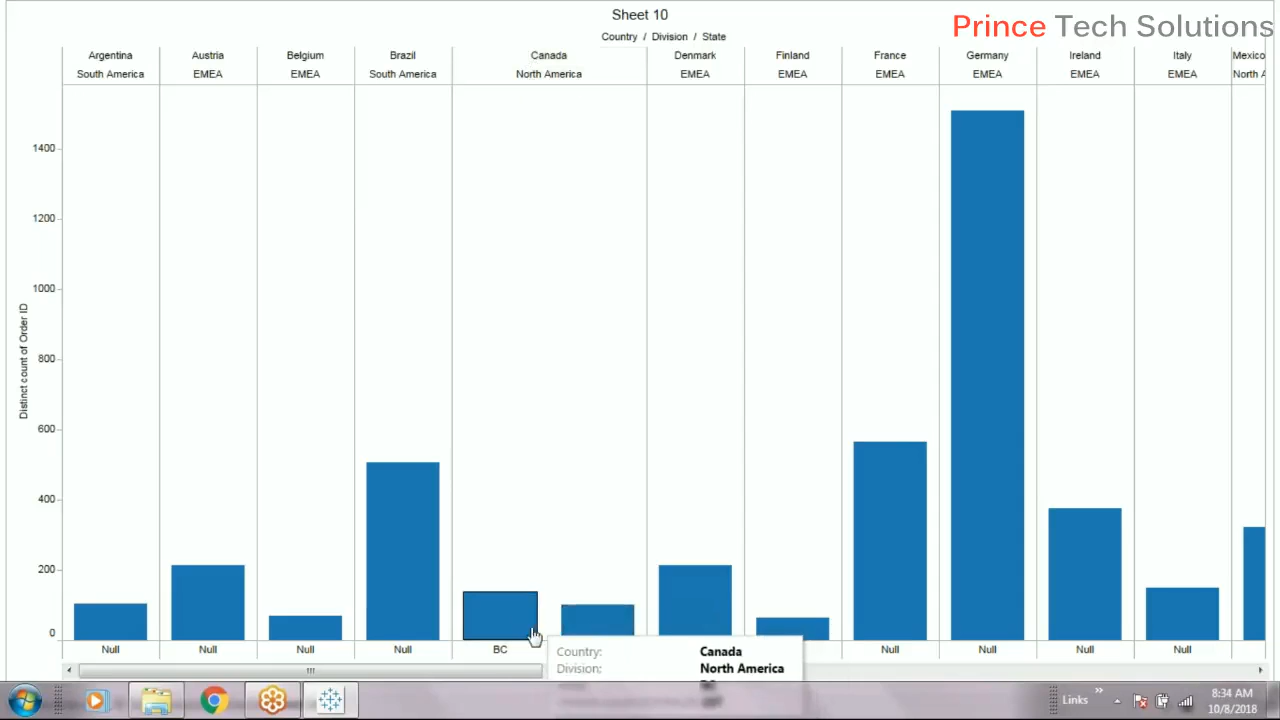 Sheet 10
Prince Tech Solutions
Country / Division / State
Argentina Austria Belgium Brazil Canada Denmark Finland France Germany Ireland Italy Mexico
South America EMEA EMEA South America North America EMEA EMEA EMEA EMEA EMEA EMEA North A
1400
1200
1000
800
600
400
200
0
Distinct count of Order ID
Null Null Null Null BC Null Null Null Null
Country: Canada
Division: North America
Links
8:34 AM
10/8/2018